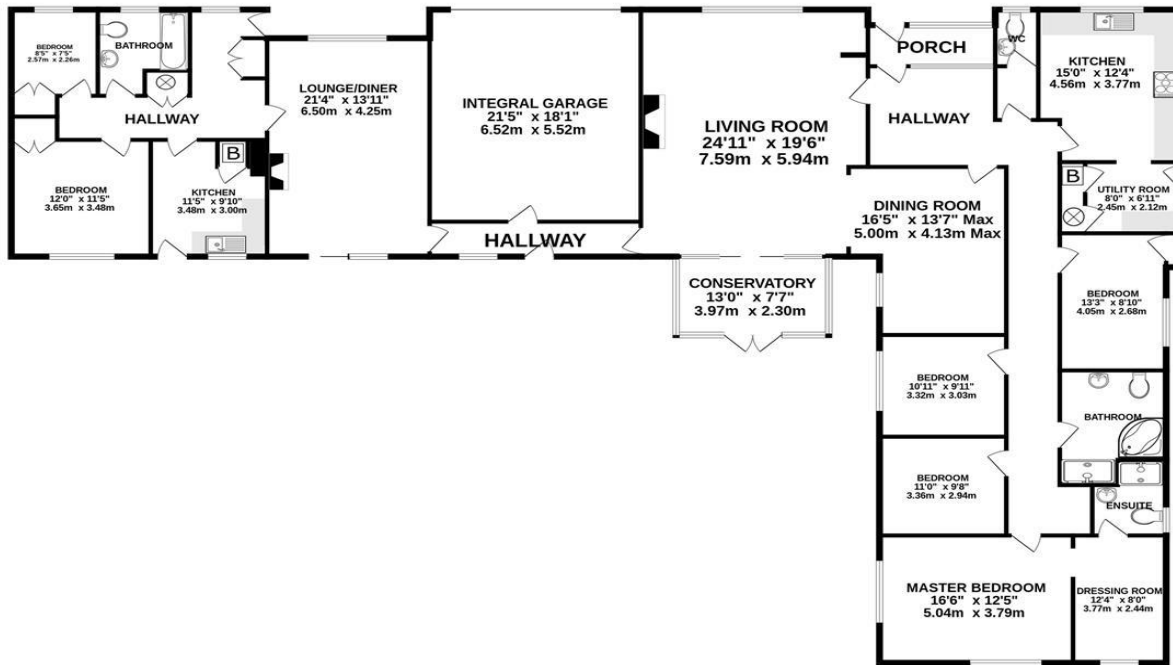 BEDROOM
8'5" x 7'5"
2.57m x 2.26m
BATHROOM
HALLWAY
BEDROOM
12'0" x 11'5"
3.65m x 3.48m
B
KITCHEN
11'5" x 9'10"
3.48m x 3.00m
LOUNGE/DINER
21'4" x 13'11"
6.50m x 4.25m
INTEGRAL GARAGE
21'5" x 18'1"
6.52m x 5.52m
HALLWAY
LIVING ROOM
24'11" x 19'6"
7.59m x 5.94m
PORCH
HALLWAY
WC
KITCHEN
15'0" x 12'4"
4.56m x 3.77m
B
UTILITY ROOM
8'0" x 6'11"
2.45m x 2.12m
DINING ROOM
16'5" x 13'7" Max
5.00m x 4.13m Max
CONSERVATORY
13'0" x 7'7"
3.97m x 2.30m
BEDROOM
13'3" x 8'10"
4.05m x 2.68m
BEDROOM
10'11" x 9'11"
3.32m x 3.03m
BATHROOM
BEDROOM
11'0" x 9'8"
3.36m x 2.94m
ENSUITE
MASTER BEDROOM
16'6" x 12'5"
5.04m x 3.79m
DRESSING ROOM
12'4" x 8'0"
3.77m x 2.44m